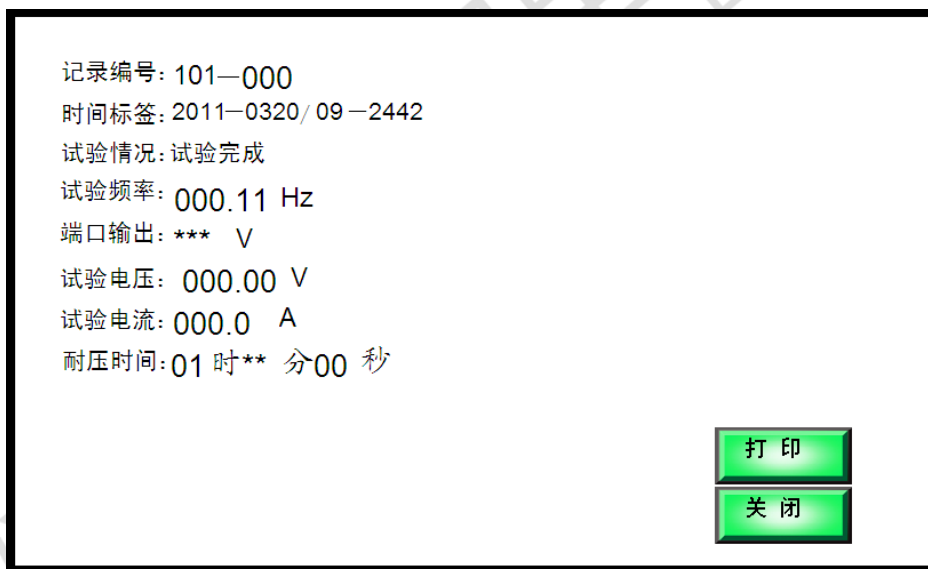 记录编号: 101—000
时间标签: 2011—0320/ 09—2442
试验情况: 试验完成
试验频率: 000.11 Hz
端口输出: *** V
试验电压: 000.00 V
试验电流: 000.0 A
耐压时间: 01 时** 分00 秒
打 印
关 闭